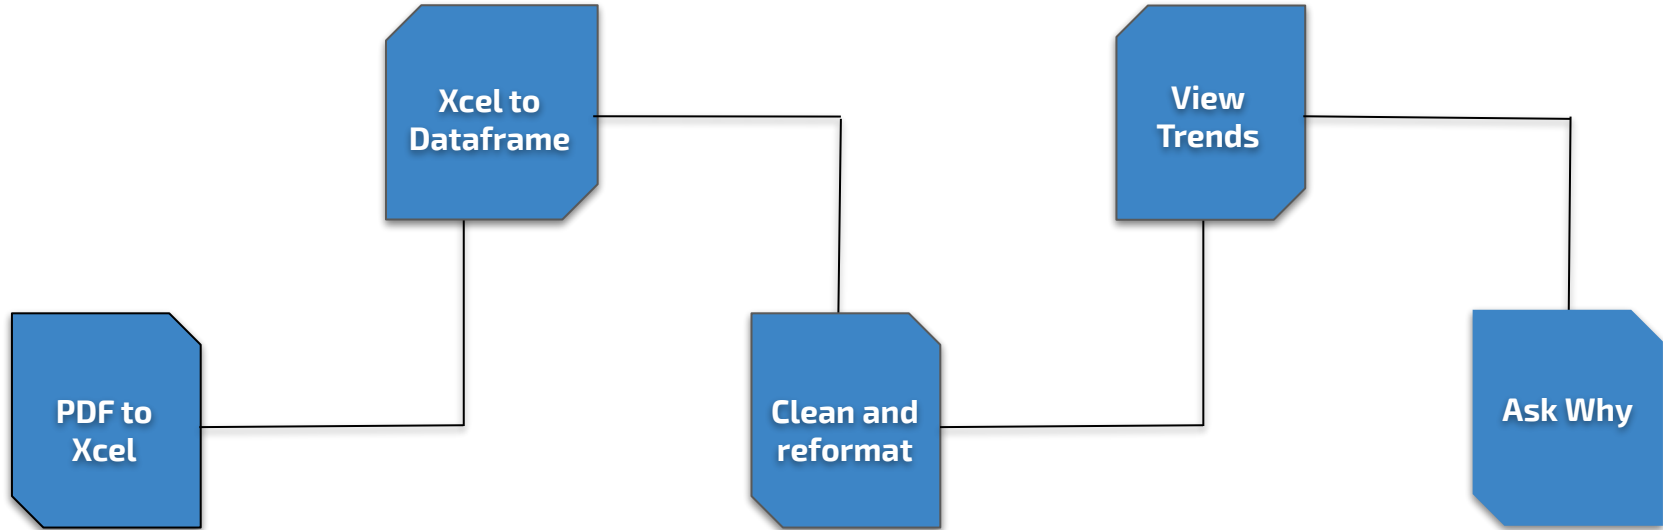 PDF to
Xcel
Xcel to
Dataframe
Clean and
reformat
View
Trends
Ask Why